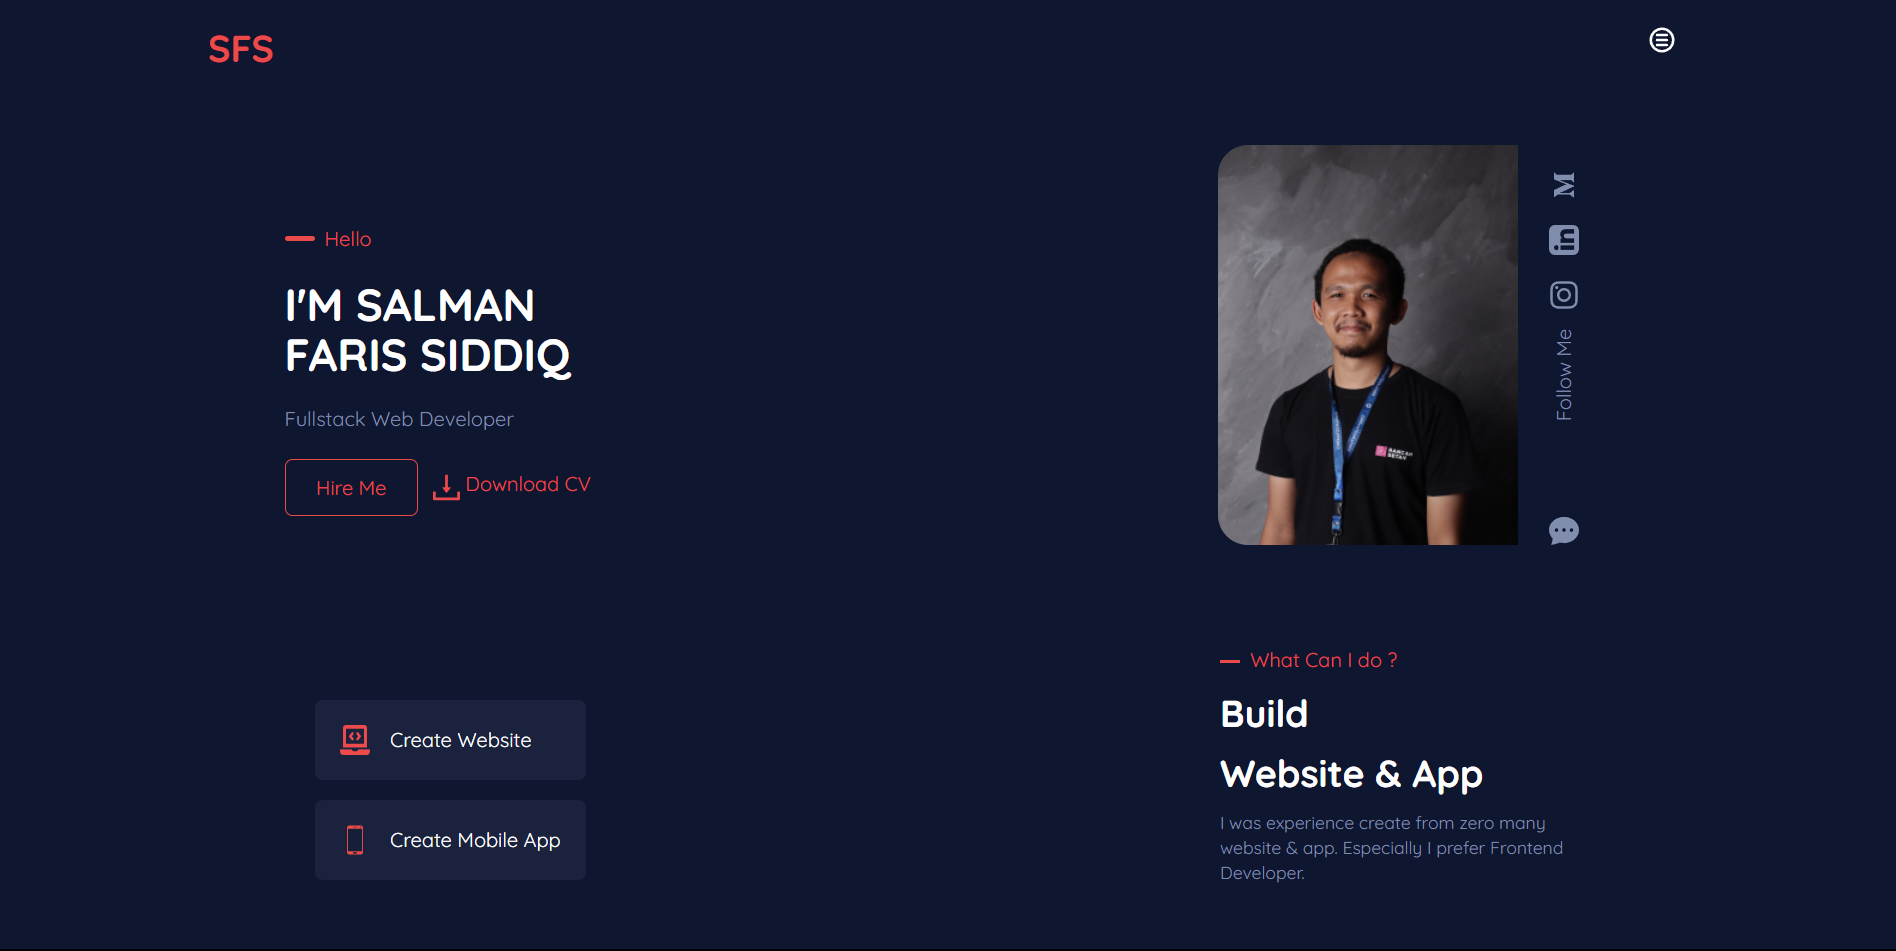 SFS
Hello
I'M SALMAN
FARIS SIDDIQ
Fullstack Web Developer
Hire Me
Download CV
M
in
Follow Me
Create Website
Create Mobile App
What Can I do ?
Build
Website & App
I was experience create from zero many
website & app. Especially I prefer Frontend
Developer.